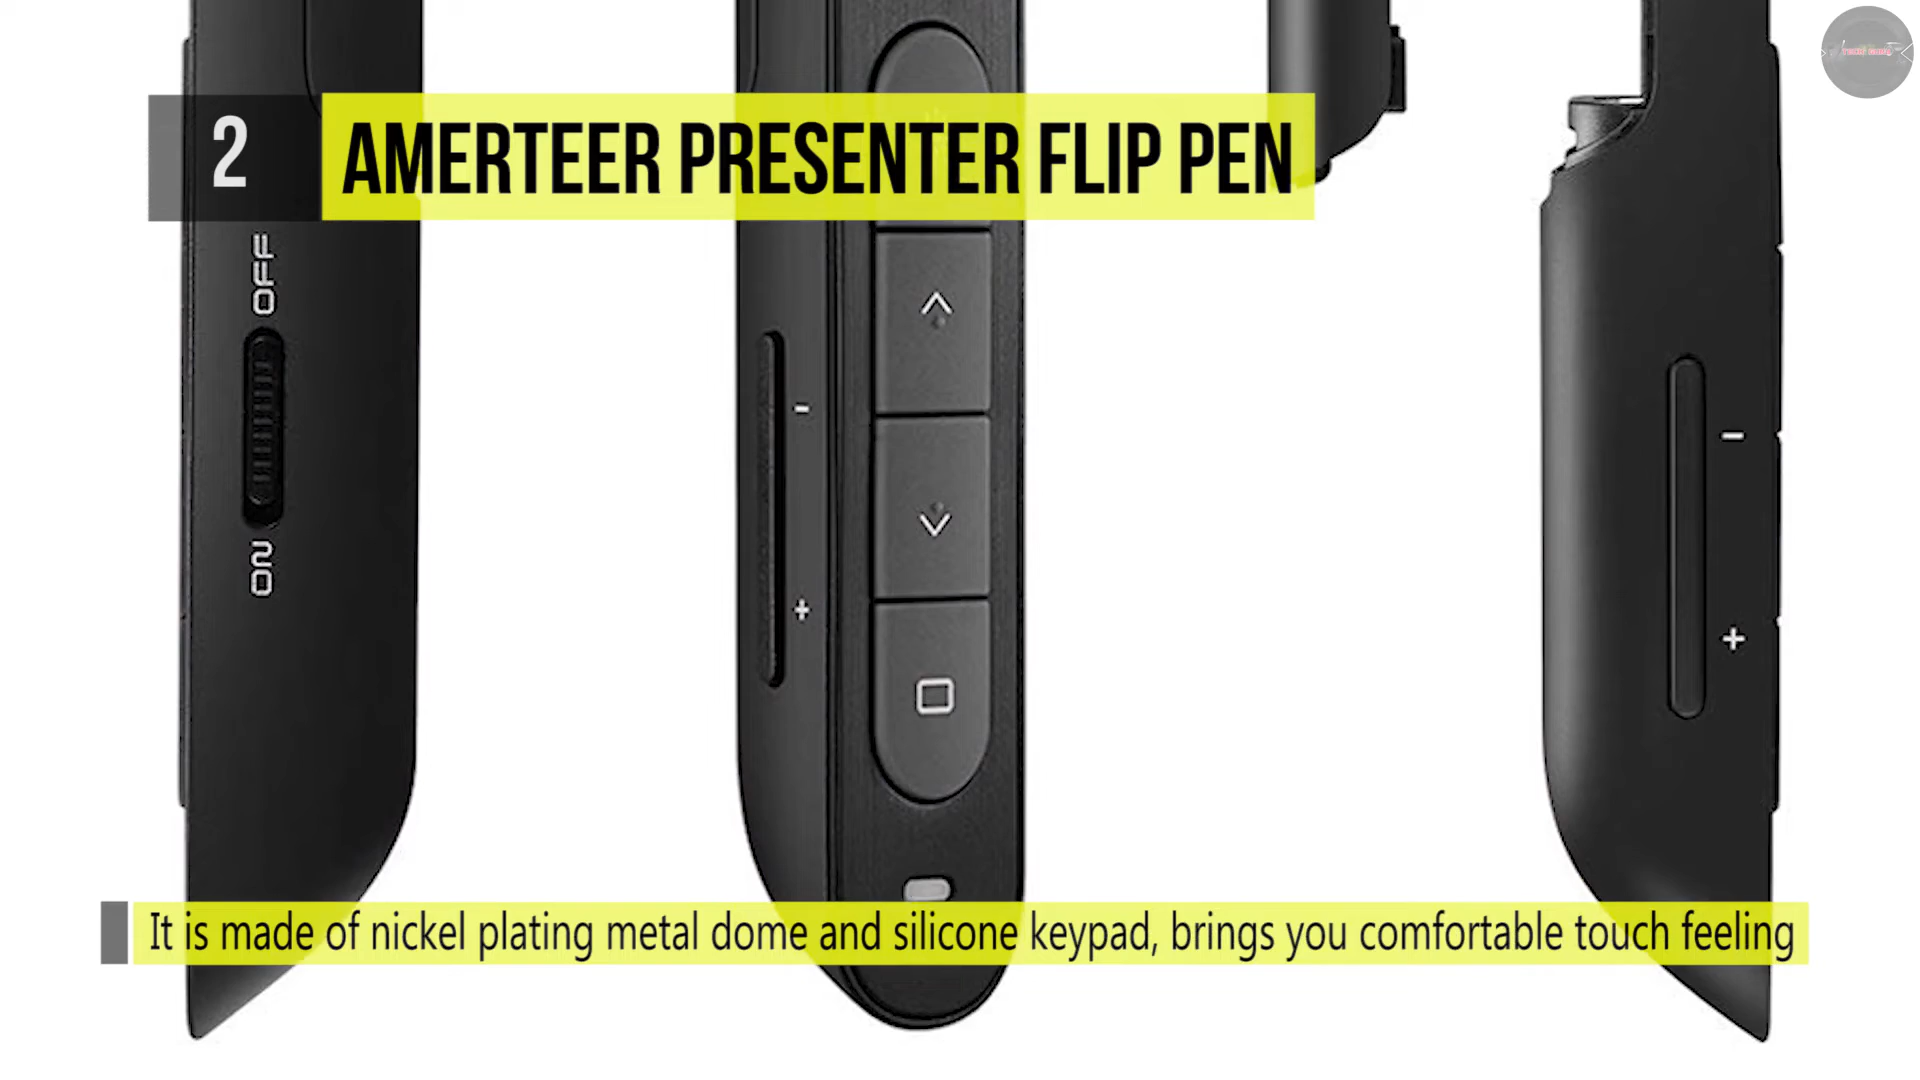 2
AMERTEER PRESENTER FLIP PEN
OFF
ON
-
+
-
+
It is made of nickel plating metal dome and silicone keypad, brings you comfortable touch feeling